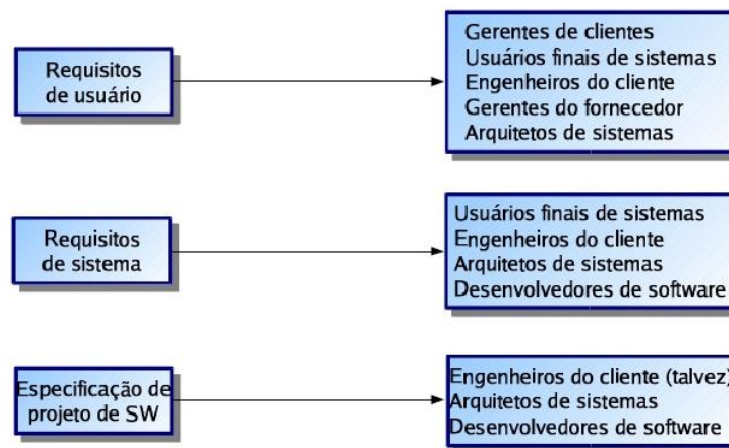 Requisitos
de usuário
Gerentes de clientes
Usuários finais de sistemas
Engenheiros do cliente
Gerentes do fornecedor
Arquitetos de sistemas
Requisitos
de sistema
Usuários finais de sistemas
Engenheiros do cliente
Arquitetos de sistemas
Desenvolvedores de software
Especificação de
projeto de SW
Engenheiros do cliente (talvez)
Arquitetos de sistemas
Desenvolvedores de software